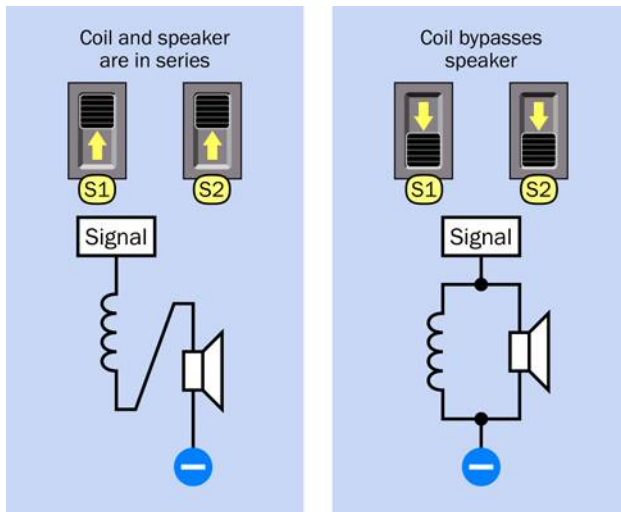 Coil and speaker
are in series
S1 S2
Signal
Coil bypasses
speaker
S1 S2
Signal